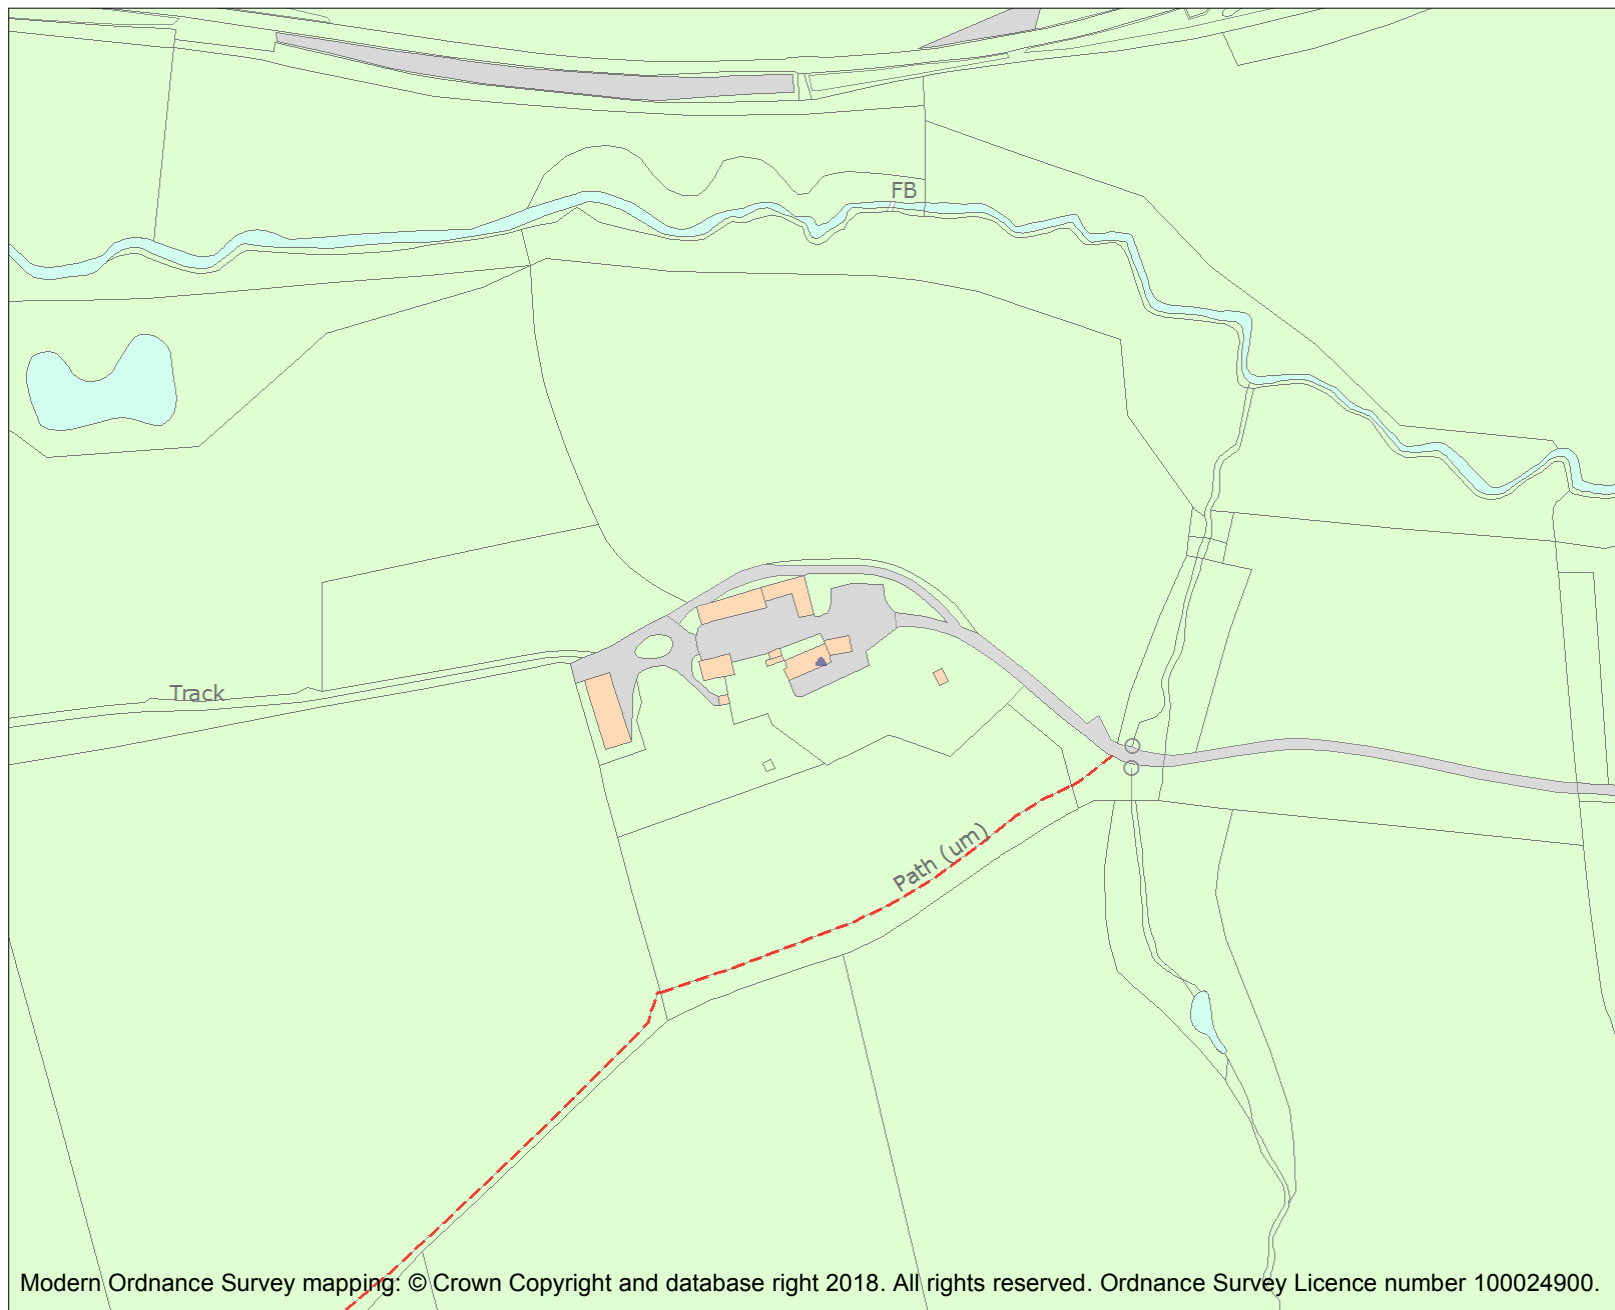 FB
Track
Path (um)
Modern Ordnance Survey mapping: © Crown Copyright and database right 2018. All rights reserved. Ordnance Survey Licence number 100024900.